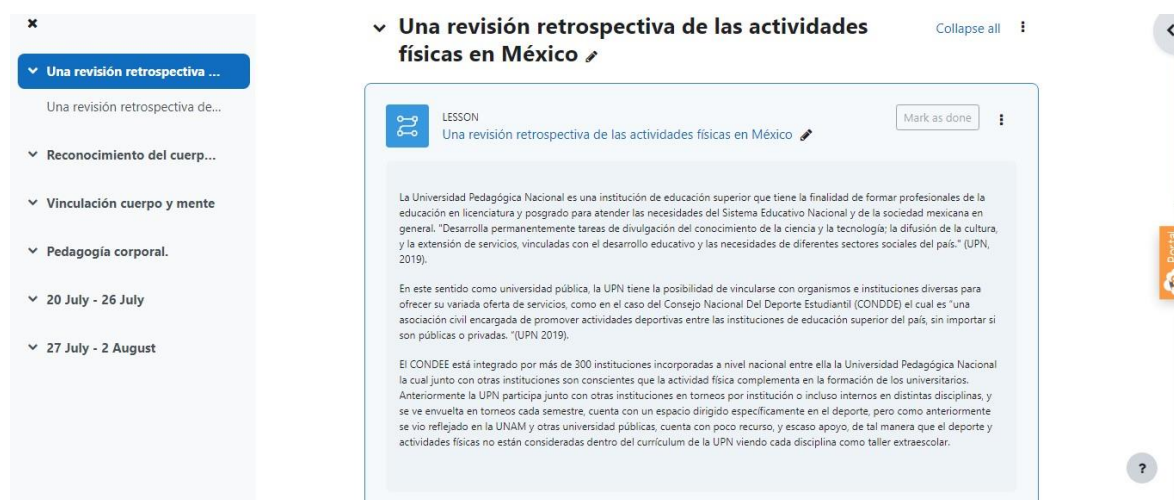 Una revisión retrospectiva ...
Una revisión retrospectiva de...
Reconocimiento del cuerp...
Vinculación cuerpo y mente
Pedagogía corporal.
20 July - 26 July
27 July - 2 August
Una revisión retrospectiva de las actividades
físicas en México
Collapse all
LESSON
Una revisión retrospectiva de las actividades físicas en México
Mark as done
La Universidad Pedagógica Nacional es una institución de educación superior que tiene la finalidad de formar profesionales de la
educación en licenciatura y posgrado para atender las necesidades del Sistema Educativo Nacional y de la sociedad mexicana en
general. "Desarrolla permanentemente tareas de divulgación del conocimiento de la ciencia y la tecnología; la difusión de la cultura,
y la extensión de servicios, vinculadas con el desarrollo educativo y las necesidades de diferentes sectores sociales del país." (UPN,
2019).
En este sentido como universidad pública, la UPN tiene la posibilidad de vincularse con organismos e instituciones diversas para
ofrecer su variada oferta de servicios, como en el caso del Consejo Nacional Del Deporte Estudiantil (CONDDE) el cual es "una
asociación civil encargada de promover actividades deportivas entre las instituciones de educación superior del país, sin importar si
son públicas o privadas. "(UPN 2019).
El CONDEE está integrado por más de 300 instituciones incorporadas a nivel nacional entre ella la Universidad Pedagógica Nacional
la cual junto con otras instituciones son conscientes que la actividad física complementa en la formación de los universitarios.
Anteriormente la UPN participa junto con otras instituciones en torneos por institución o incluso internos en distintas disciplinas, y
se ve envuelta en torneos cada semestre, cuenta con un espacio dirigido específicamente en el deporte, pero como anteriormente
se vio reflejado en la UNAM y otras universidad públicas, cuenta con poco recurso, y escaso apoyo, de tal manera que el deporte y
actividades físicas no están consideradas dentro del currículum de la UPN viendo cada disciplina como taller extraescolar.
Portal
?